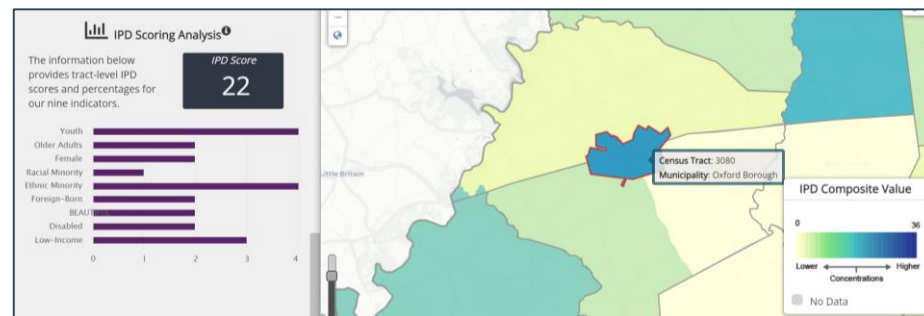 IPD Scoring Analysis
IPD Score
22
The information below
provides tract-level IPD
scores and percentages for
our nine indicators.
Youth
Older Adults
Female
Racial Minority
Ethnic Minority
Foreign-Born
Disabled
Low-Income
0 1 2 3 4
Little Britain
Census Tract: 3080
Municipality: Oxford Borough
IPD Composite Value
0 36
Lower Higher
Concentrations
No Data